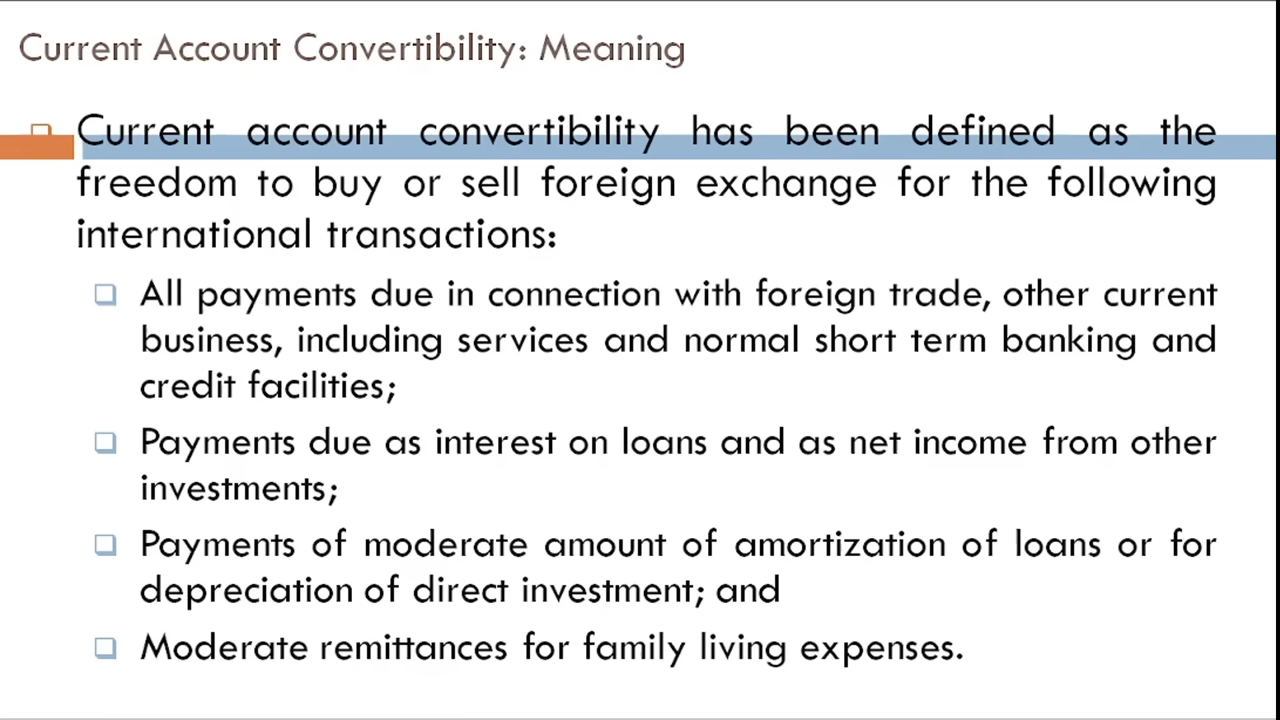 Current Account Convertibility: Meaning
Current account convertibility has been defined as the
freedom to buy or sell foreign exchange for the following
international transactions:
All payments due in connection with foreign trade, other current
business, including services and normal short term banking and
credit facilities;
Payments due as interest on loans and as net income from other
investments;
Payments of moderate amount of amortization of loans or for
depreciation of direct investment; and
Moderate remittances for family living expenses.